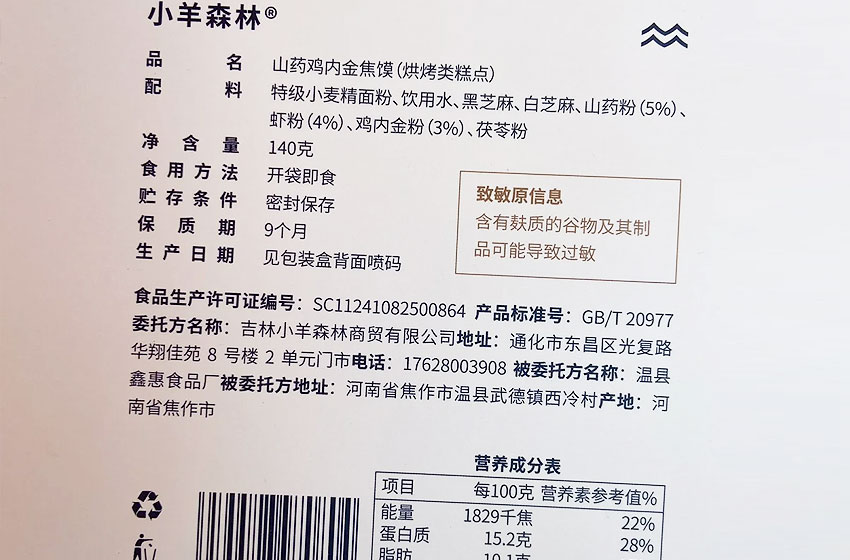 小羊森林®
品名 山药鸡内金焦馍(烘烤类糕点)
配料 特级小麦精面粉、饮用水、黑芝麻、白芝麻、山药粉(5%)、
虾粉(4%)、鸡内金粉(3%)、茯苓粉
净含量 140克
食用方法 开袋即食
贮存条件 密封保存
保质期 9个月
生产日期 见包装盒背面喷码
致敏原信息
含有麸质的谷物及其制
品可能导致过敏
食品生产许可证编号：SC11241082500864 产品标准号：GB/T 20977
委托方名称：吉林小羊森林商贸有限公司地址：通化市东昌区光复路
华翔佳苑 8 号楼 2 单元门市电话：17628003908 被委托方名称：温县
鑫惠食品厂被委托方地址：河南省焦作市温县武德镇西冷村产地：河
南省焦作市
营养成分表
项目 每100克 营养素参考值%
能量 1829千焦 22%
蛋白质 15.2克 28%
脂肪 10.1克